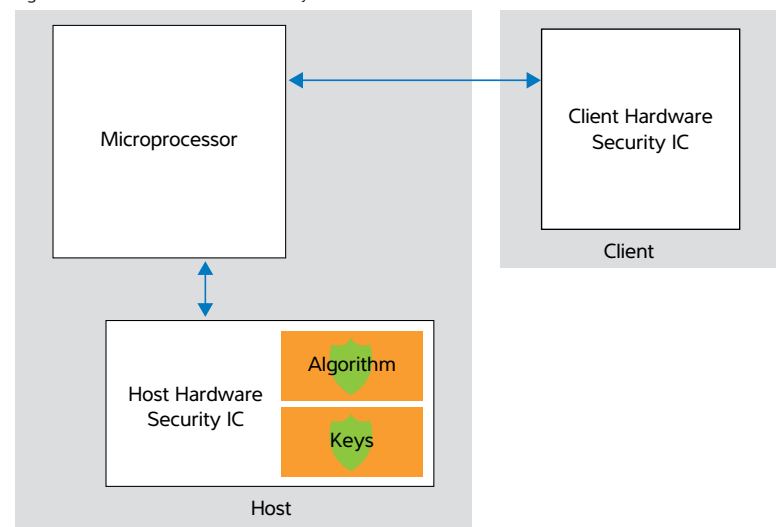 Microprocessor
Client Hardware
Security IC
Client
Host Hardware
Security IC
Algorithm
Keys
Host